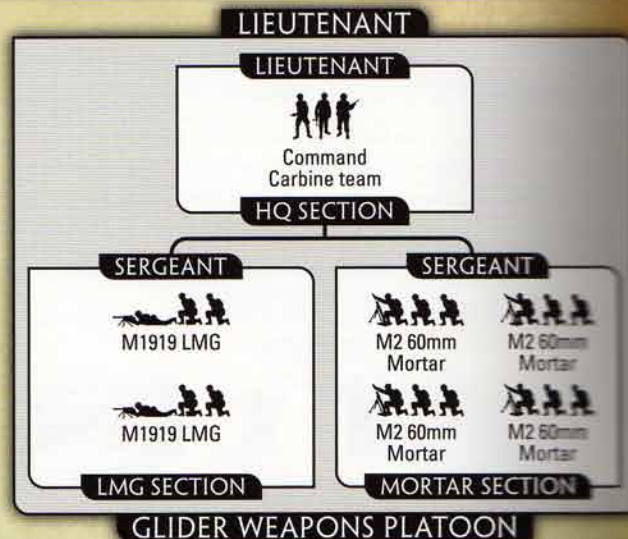 LIEUTENANT
LIEUTENANT
Command
Carbine team
HQ SECTION
SERGEANT
M1919 LMG
M1919 LMG
LMG SECTION
SERGEANT
M2 60mm
Mortar
M2 60mm
Mortar
M2 60mm
Mortar
M2 60mm
Mortar
MORTAR SECTION
GLIDER WEAPONS PLATOON